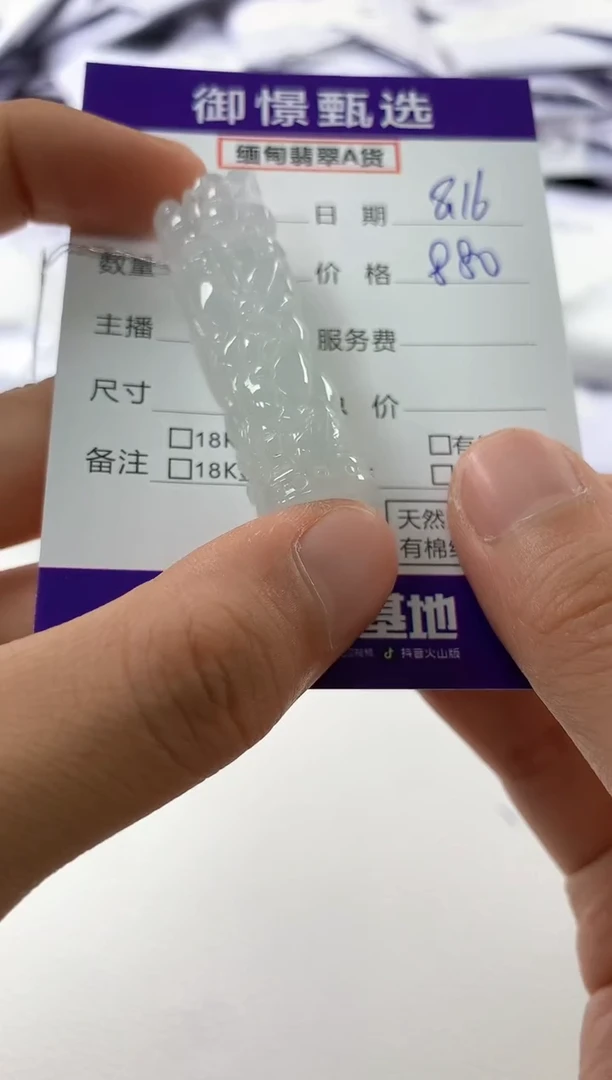 御憬甄选
缅甸翡翠A货
日 期 8.16
数量 价 格 880
主播 服务费
尺寸 价
备注 □18K □有
□18K □
天然
有棉
基地
抖音火山版